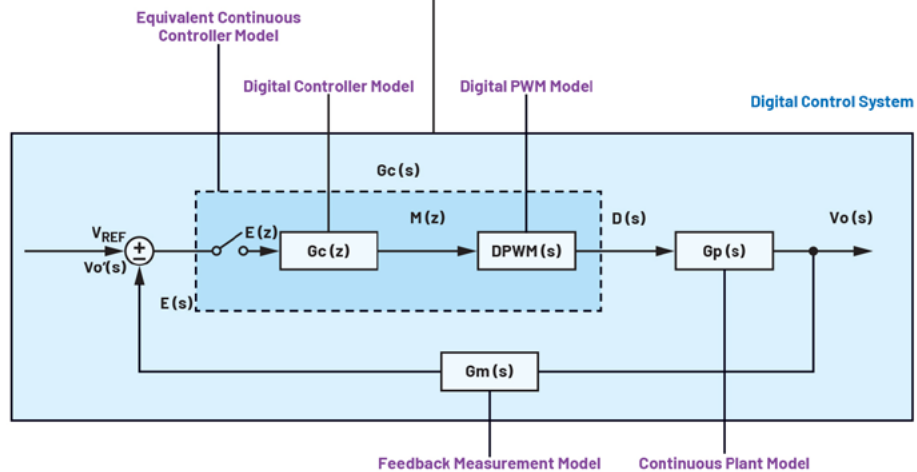 Equivalent Continuous
Controller Model
Digital Controller Model
Digital PWM Model
Digital Control System
Gc(s)
M(z)
D(s)
Vo(s)
VREF
E(z)
+
−
Gc(z)
DPWM(s)
Gp(s)
Vo'(s)
E(s)
Gm(s)
Feedback Measurement Model
Continuous Plant Model